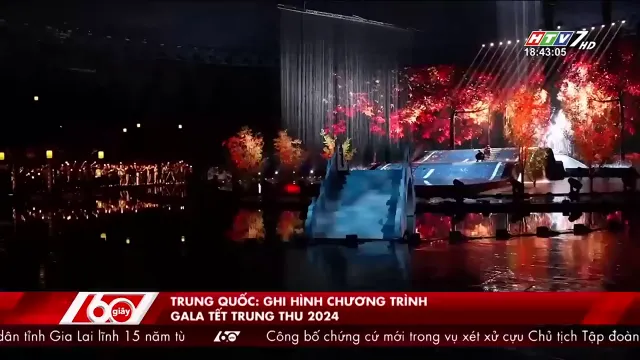 HTV7 HD
18:43:05
60 giây
TRUNG QUỐC: GHI HÌNH CHƯƠNG TRÌNH
GALA TẾT TRUNG THU 2024
dân tỉnh Gia Lai lĩnh 15 năm tù 60 Công bố chứng cứ mới trong vụ xét xử cựu Chủ tịch Tập đoàn